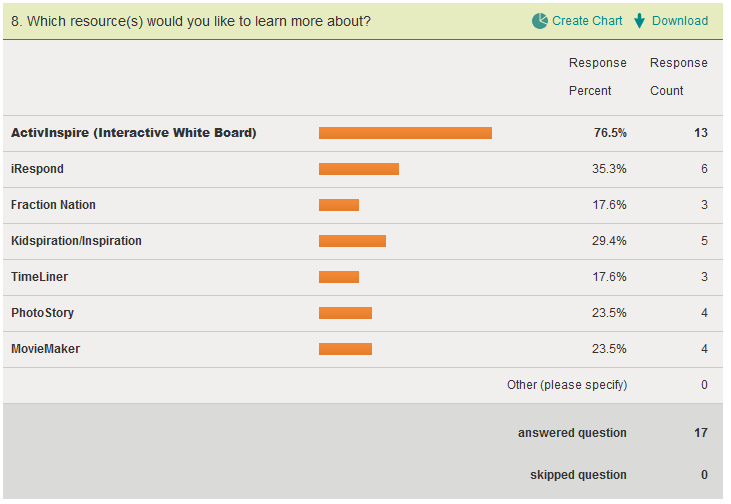 8. Which resource(s) would you like to learn more about? Create Chart Download
Response Response
Percent Count
ActivInspire (Interactive White Board) 76.5% 13
iRespond 35.3% 6
Fraction Nation 17.6% 3
Kidspiration/Inspiration 29.4% 5
TimeLiner 17.6% 3
PhotoStory 23.5% 4
MovieMaker 23.5% 4
Other (please specify) 0
answered question 17
skipped question 0